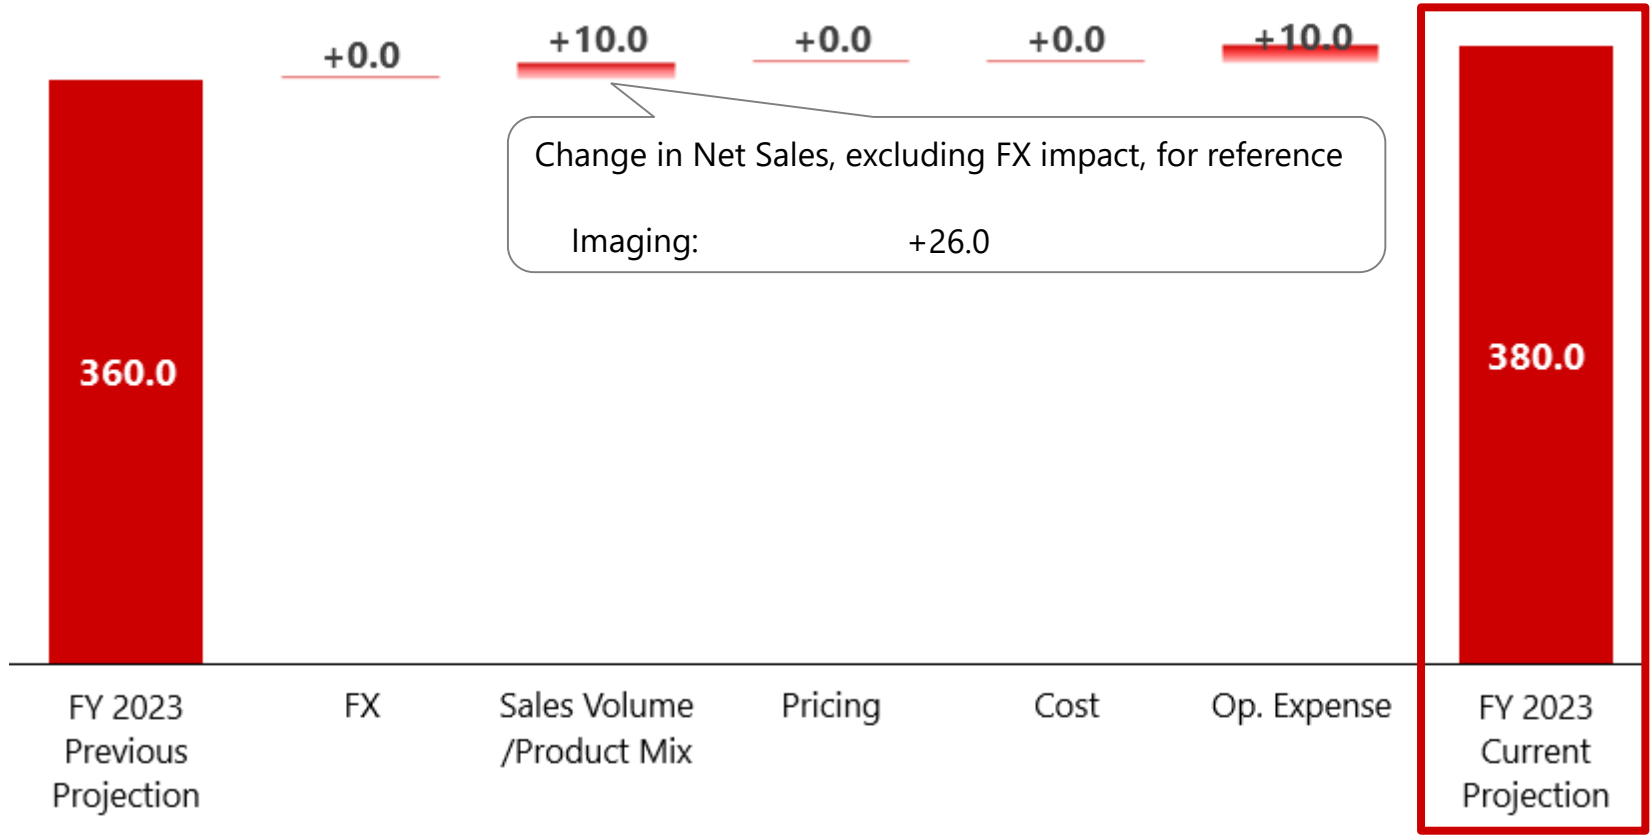 +0.0
+10.0
+0.0
+0.0
+10.0
Change in Net Sales, excluding FX impact, for reference
Imaging: +26.0
360.0
380.0
FY 2023
Previous
Projection
FX
Sales Volume
/Product Mix
Pricing
Cost
Op. Expense
FY 2023
Current
Projection